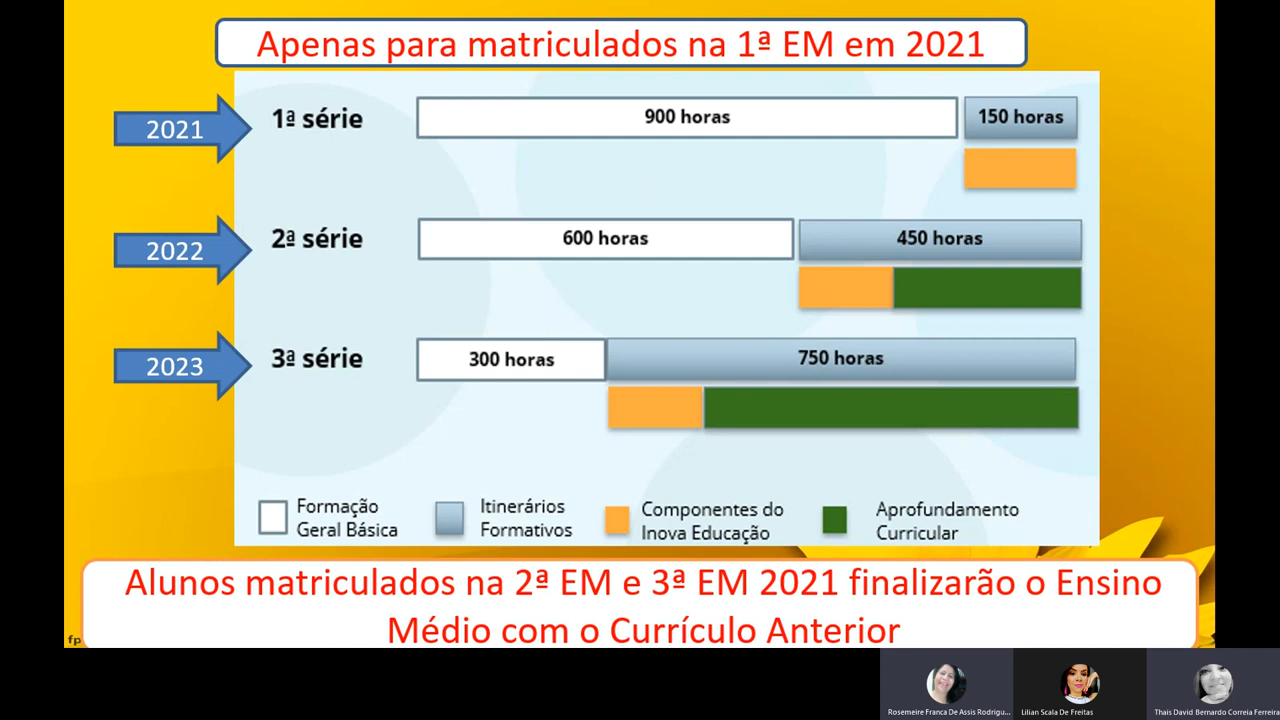 Apenas para matriculados na 1ª EM em 2021
2021
1ª série
900 horas
150 horas
2022
2ª série
600 horas
450 horas
2023
3ª série
300 horas
750 horas
Formação
Geral Básica
Itinerários
Formativos
Componentes do
Inova Educação
Aprofundamento
Curricular
Alunos matriculados na 2ª EM e 3ª EM 2021 finalizarão o Ensino
Médio com o Currículo Anterior
fp
Rosemeire Franca De Assis Rodrigu...
Lilian Scala De Freitas
Thais David Bernardo Correia Ferreira